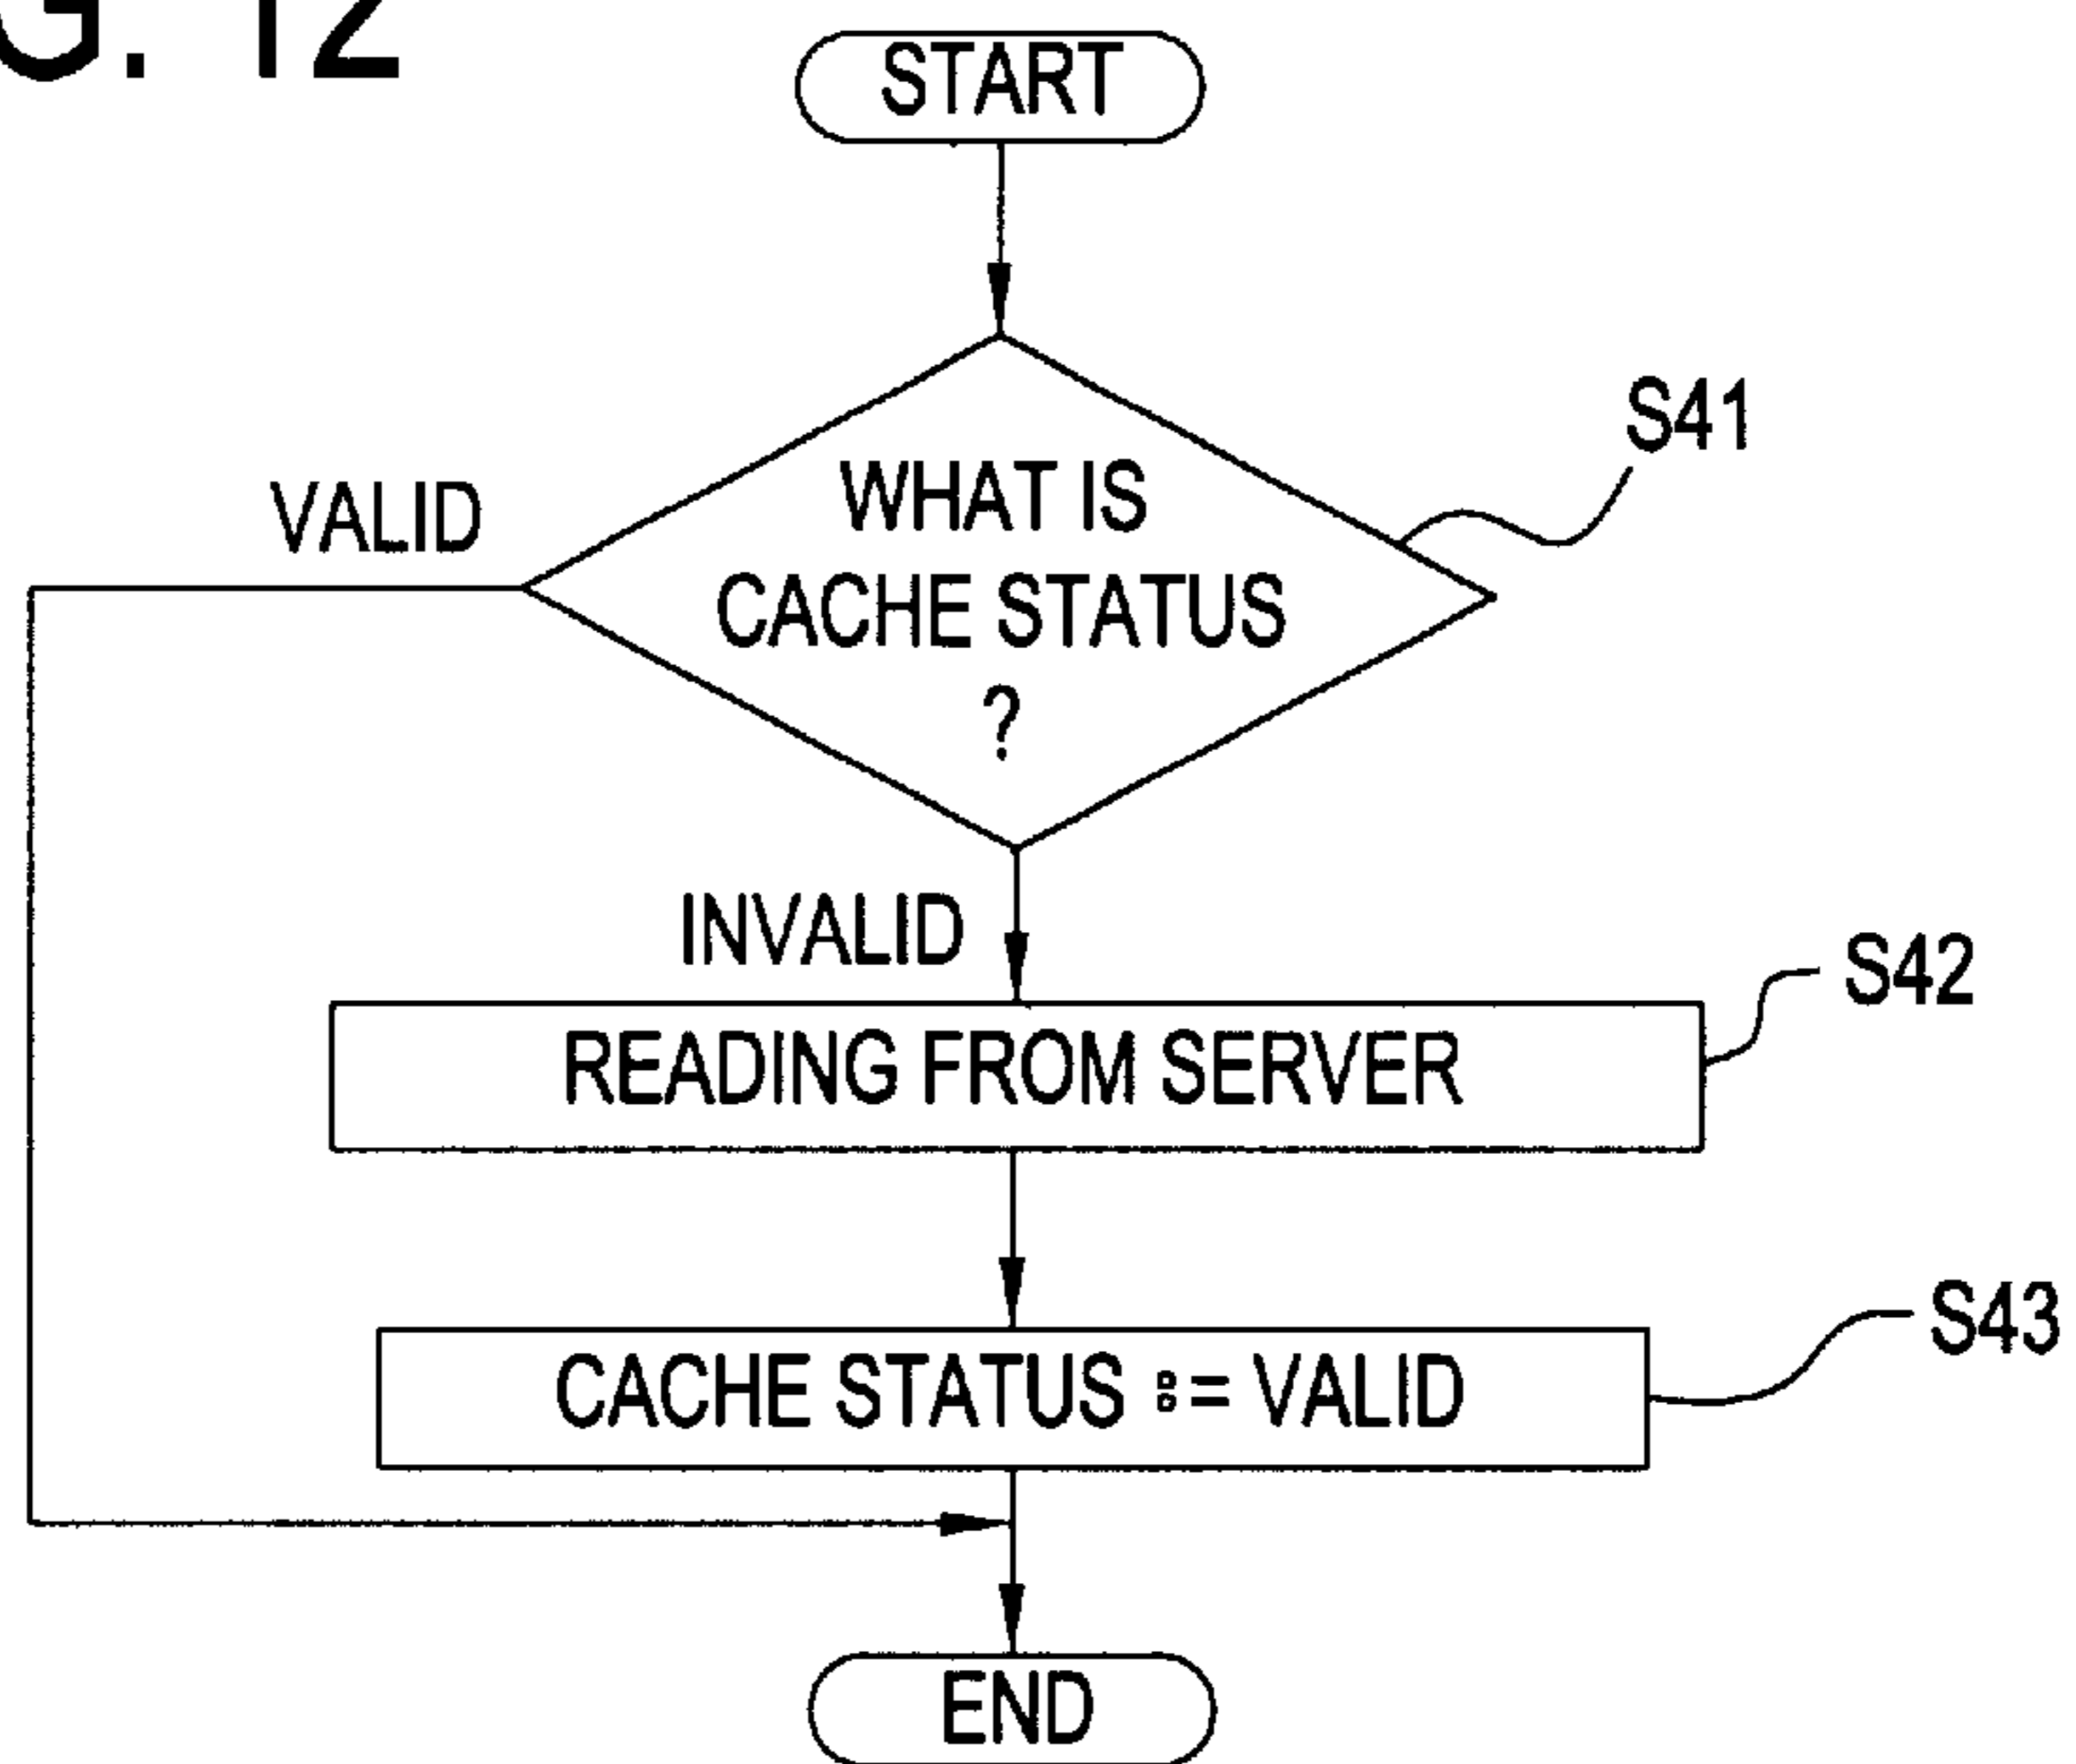 G. 12
START
WHAT IS
CACHE STATUS
?
S41
VALID
INVALID
S42
READING FROM SERVER
S43
CACHE STATUS := VALID
END